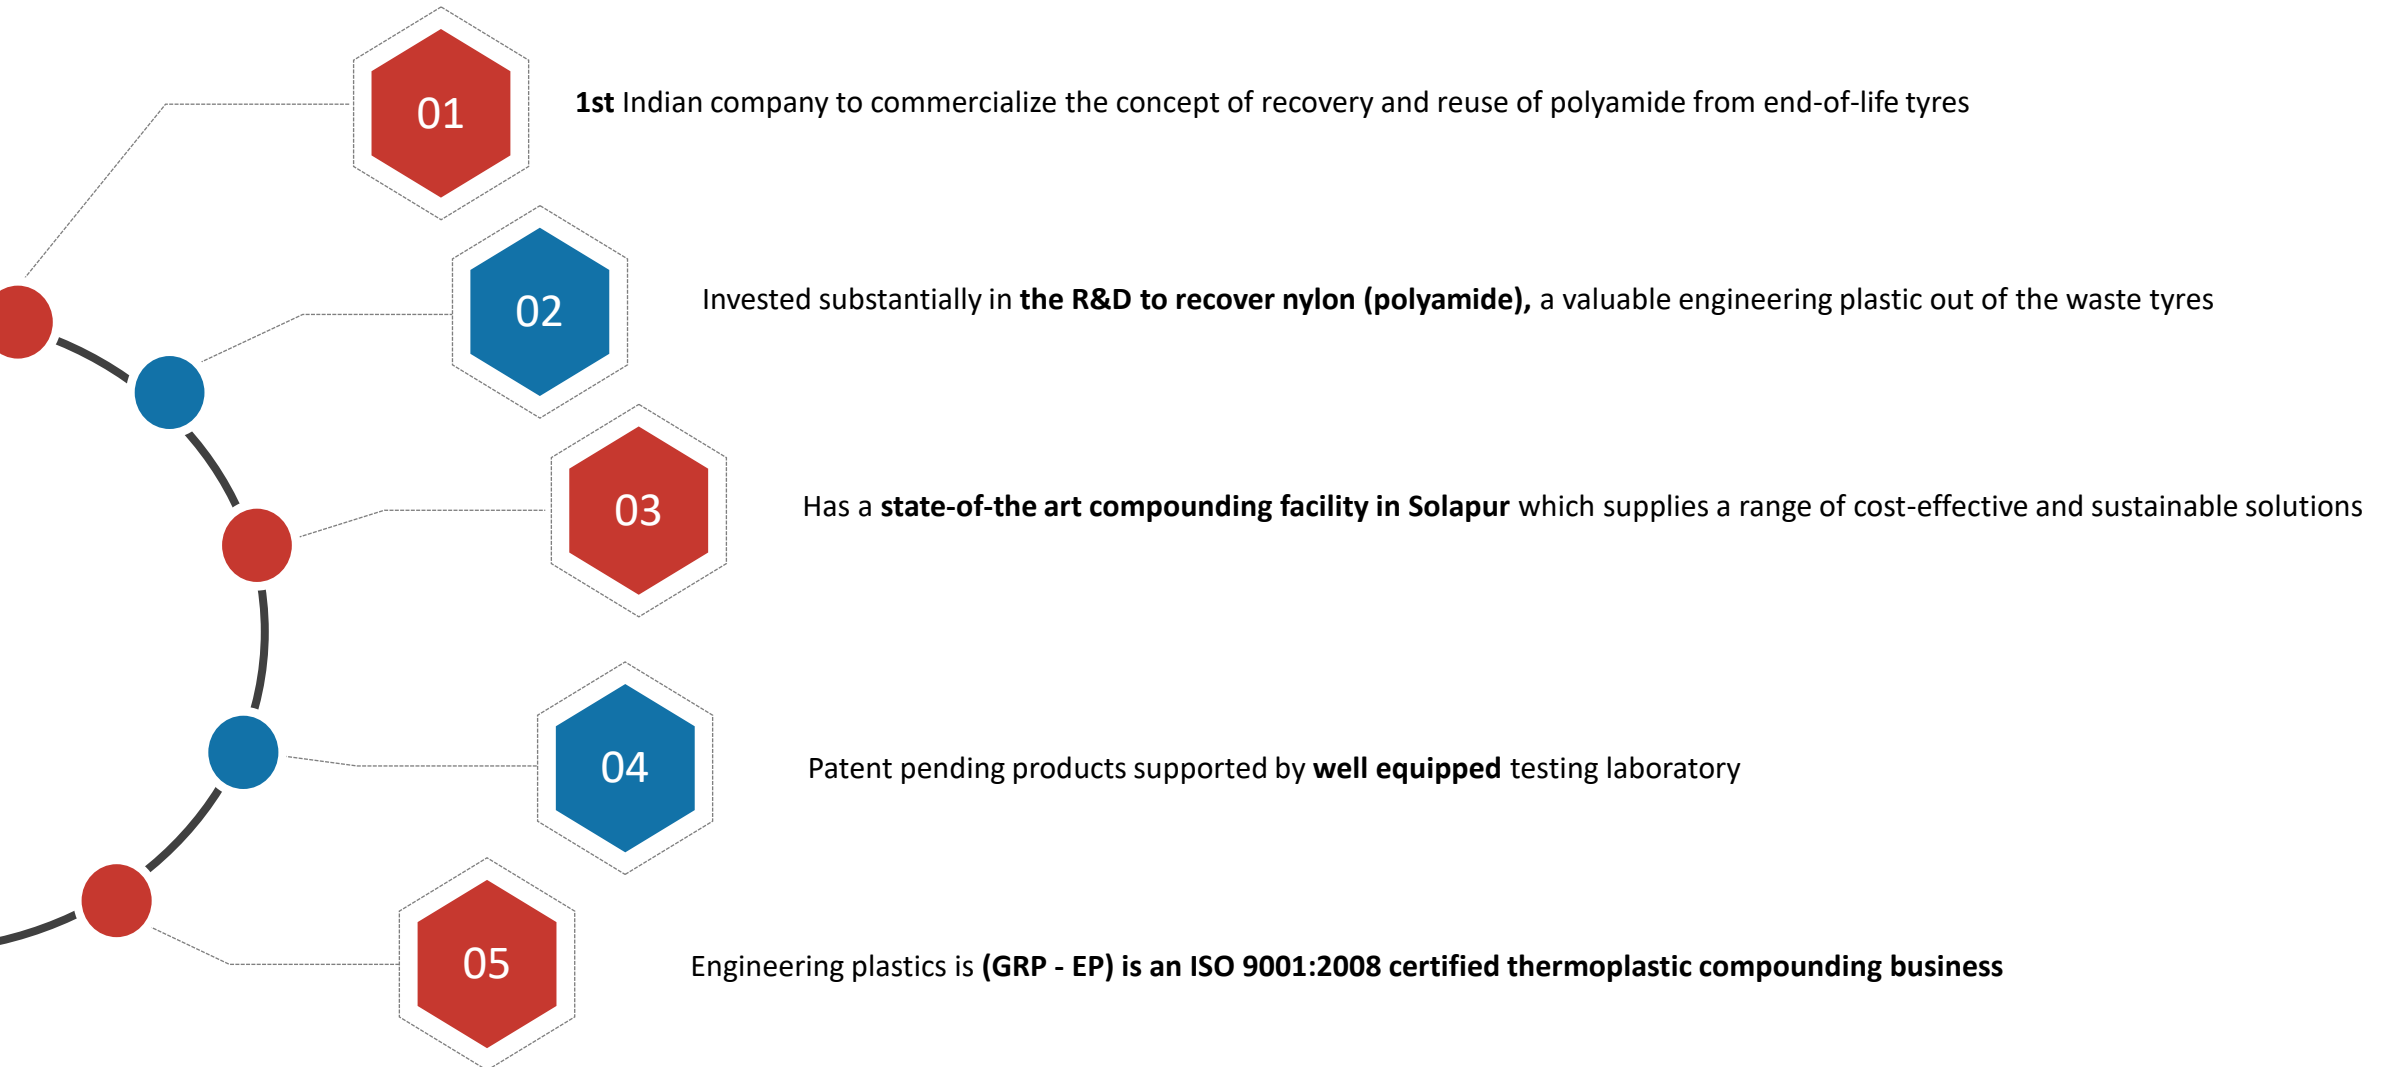 01
1st Indian company to commercialize the concept of recovery and reuse of polyamide from end-of-life tyres
02
Invested substantially in the R&D to recover nylon (polyamide), a valuable engineering plastic out of the waste tyres
03
Has a state-of-the art compounding facility in Solapur which supplies a range of cost-effective and sustainable solutions
04
Patent pending products supported by well equipped testing laboratory
05
Engineering plastics is (GRP - EP) is an ISO 9001:2008 certified thermoplastic compounding business